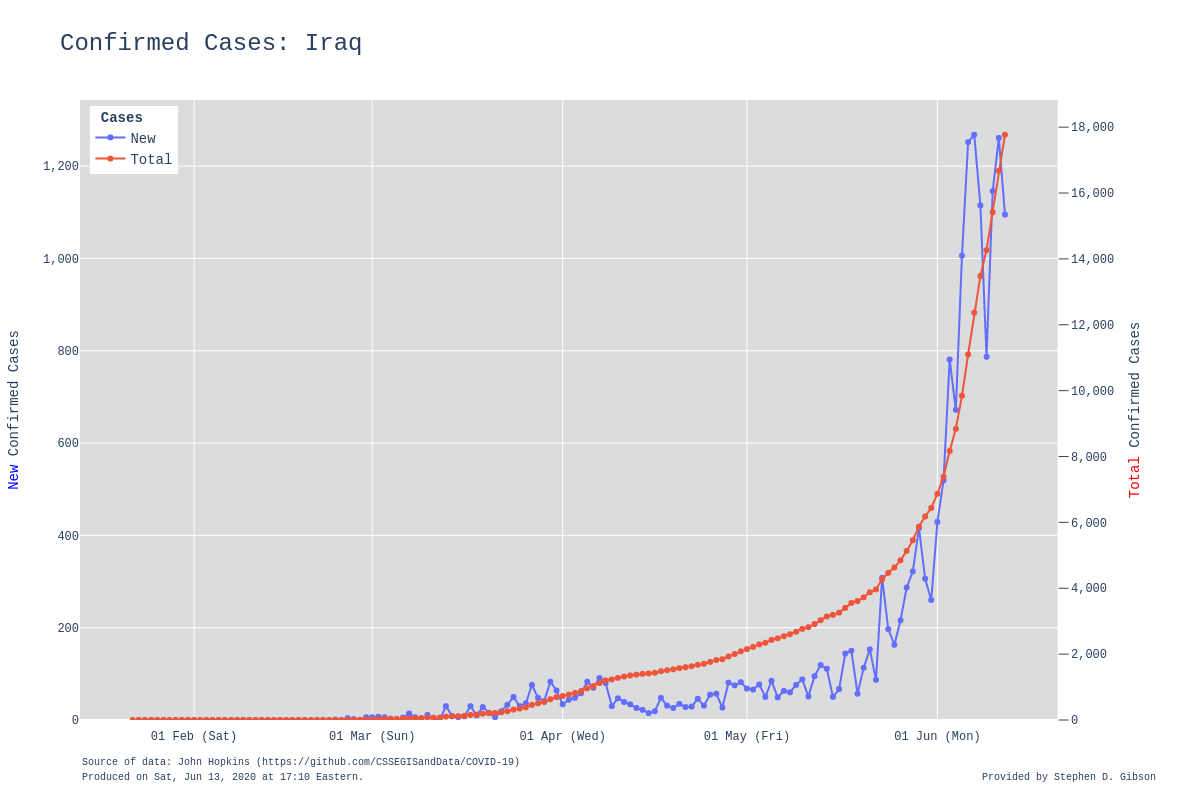 Confirmed Cases: Iraq
Cases
New
Total
1,200
1,000
800
600
400
200
0
New Confirmed Cases
18,000
16,000
14,000
12,000
10,000
8,000
6,000
4,000
2,000
0
Total Confirmed Cases
01 Feb (Sat)
01 Mar (Sun)
01 Apr (Wed)
01 May (Fri)
01 Jun (Mon)
Source of data: John Hopkins (https://github.com/CSSEGISandData/COVID-19)
Produced on Sat, Jun 13, 2020 at 17:10 Eastern.
Provided by Stephen D. Gibson